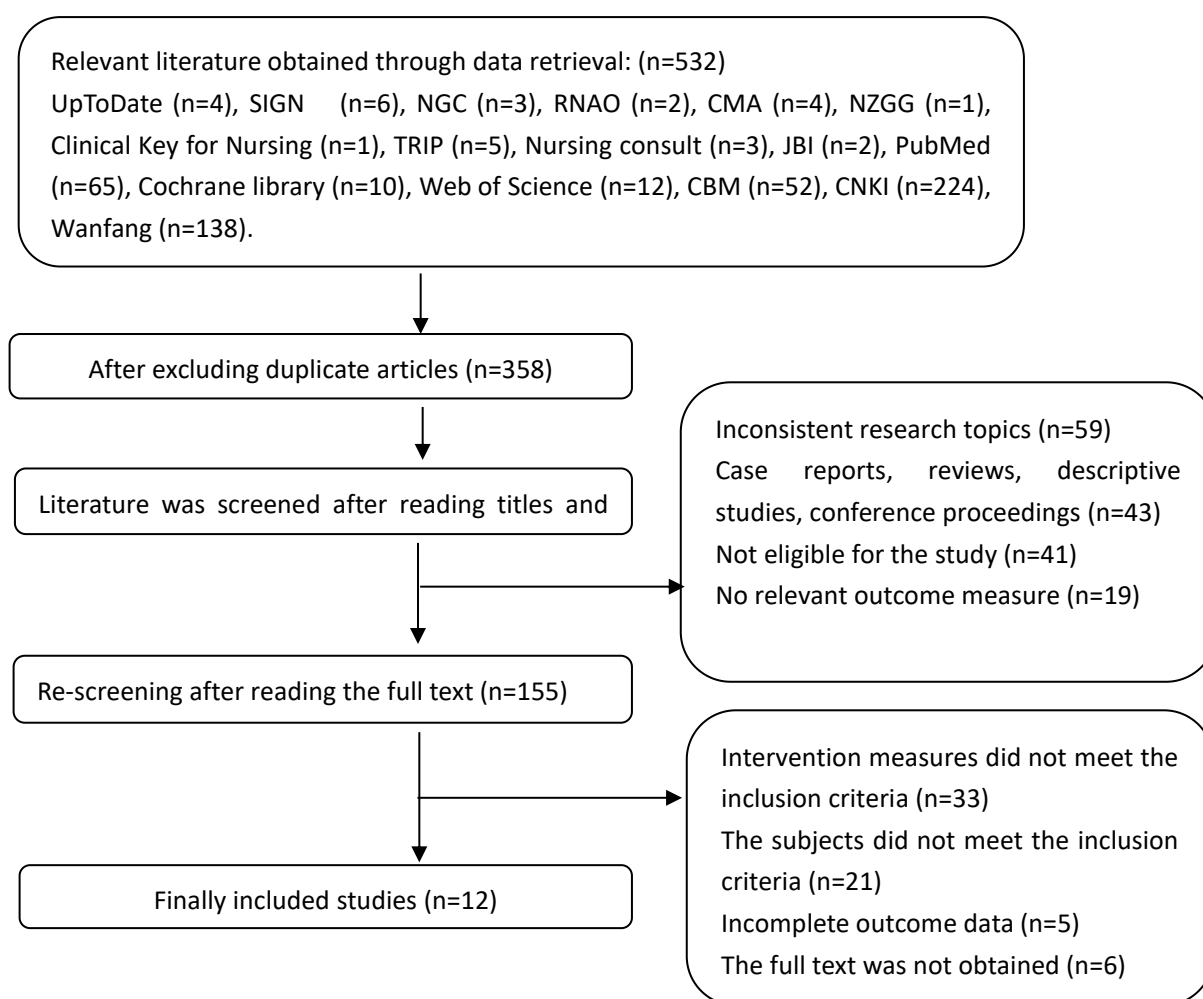 Relevant literature obtained through data retrieval: (n=532)
UpToDate (n=4), SIGN (n=6), NGC (n=3), RNAO (n=2), CMA (n=4), NZGG (n=1),
Clinical Key for Nursing (n=1), TRIP (n=5), Nursing consult (n=3), JBI (n=2), PubMed
(n=65), Cochrane library (n=10), Web of Science (n=12), CBM (n=52), CNKI (n=224),
Wanfang (n=138).
After excluding duplicate articles (n=358)
Literature was screened after reading titles and
Inconsistent research topics (n=59)
Case reports, reviews, descriptive
studies, conference proceedings (n=43)
Not eligible for the study (n=41)
No relevant outcome measure (n=19)
Re-screening after reading the full text (n=155)
Intervention measures did not meet the
inclusion criteria (n=33)
The subjects did not meet the inclusion
criteria (n=21)
Incomplete outcome data (n=5)
The full text was not obtained (n=6)
Finally included studies (n=12)